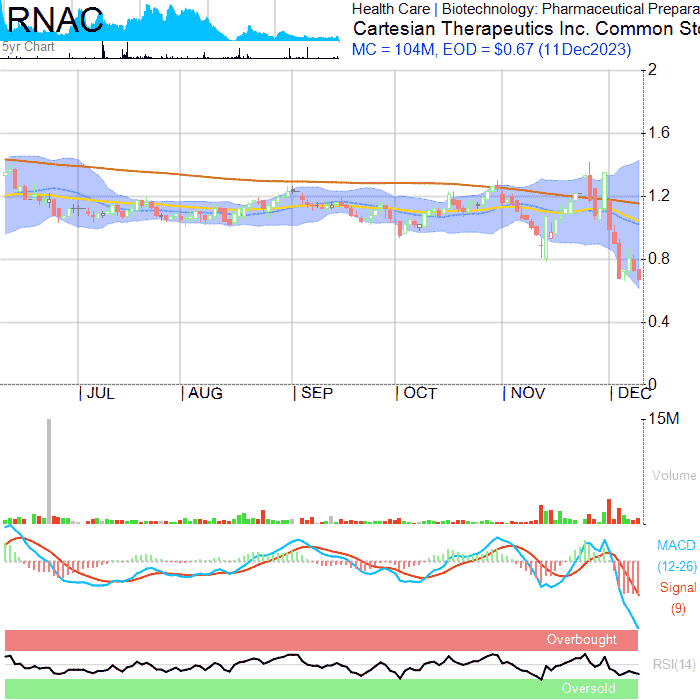 RNAC
5yr Chart
Health Care | Biotechnology: Pharmaceutical Prepara
Cartesian Therapeutics Inc. Common Sto
MC = 104M, EOD = $0.67 (11Dec2023)
2
1.6
1.2
0.8
0.4
0
| JUL | AUG | SEP | OCT | NOV | DEC
15M
Volume
MACD
(12-26)
Signal
(9)
Overbought
RSI(14)
Oversold